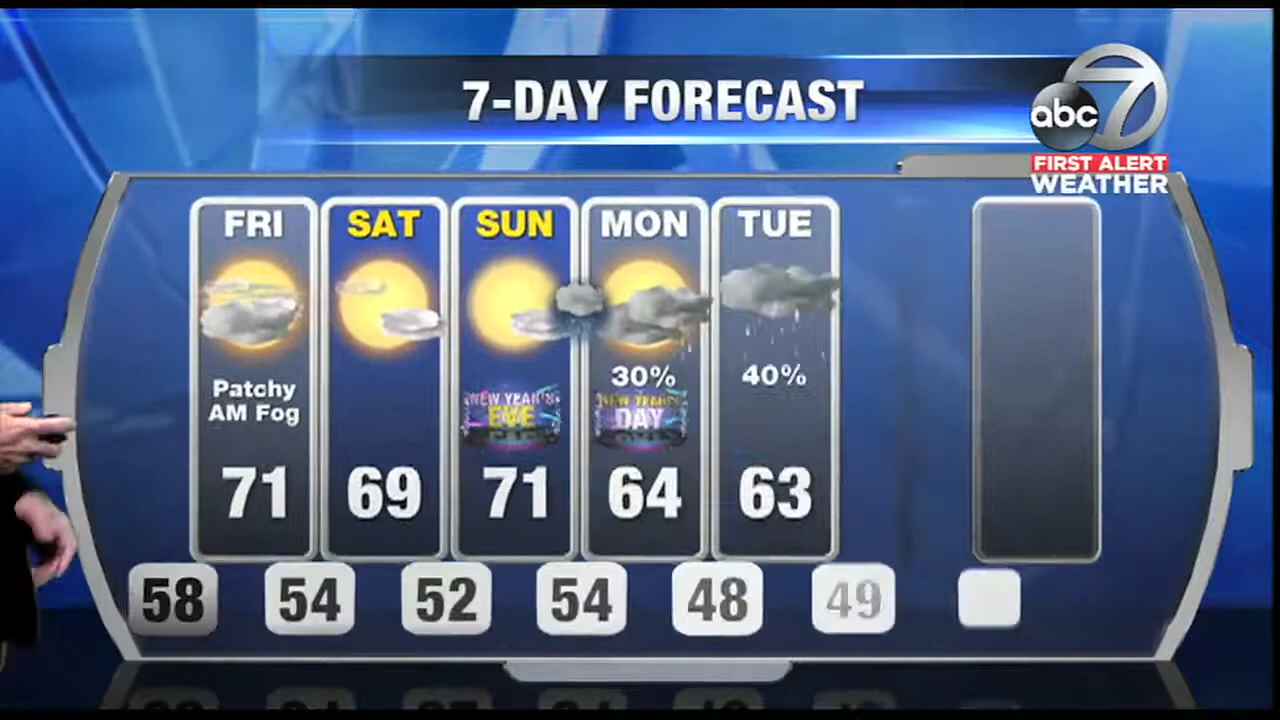 7-DAY FORECAST
abc 7
FIRST ALERT
WEATHER
FRI
SAT
SUN
MON
TUE
Patchy
AM Fog
30%
40%
NEW YEAR'S
EVE
NEW YEAR'S
DAY
71
69
71
64
63
58
54
52
54
48
49